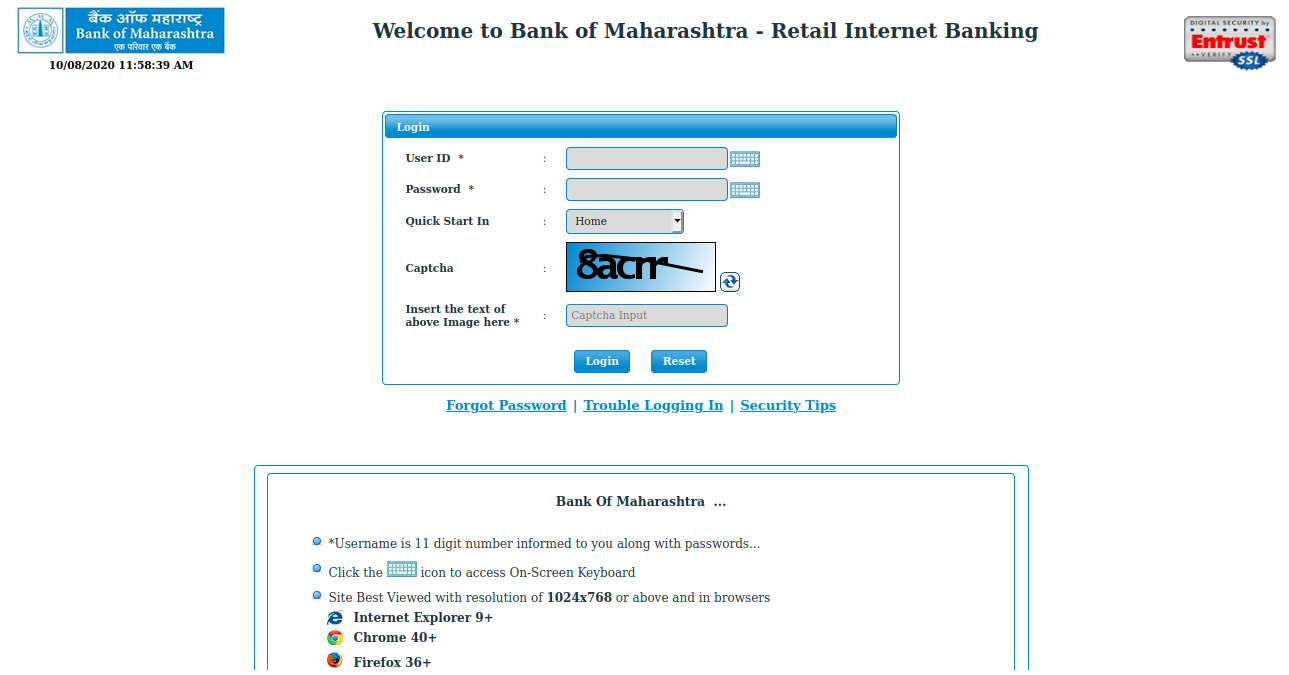 बैंक ऑफ महाराष्ट्र
Bank of Maharashtra
एक परिवार एक बैंक
10/08/2020 11:58:39 AM
Welcome to Bank of Maharashtra - Retail Internet Banking
DIGITAL SECURITY by
Entrust
VERIFY
SSL
Login
User ID * :
Password * :
Quick Start In : Home
Captcha : 8acrr
Insert the text of
above Image here * : Captcha Input
Login Reset
Forgot Password | Trouble Logging In | Security Tips
Bank Of Maharashtra ...
*Username is 11 digit number informed to you along with passwords...
Click the icon to access On-Screen Keyboard
Site Best Viewed with resolution of 1024x768 or above and in browsers
Internet Explorer 9+
Chrome 40+
Firefox 36+